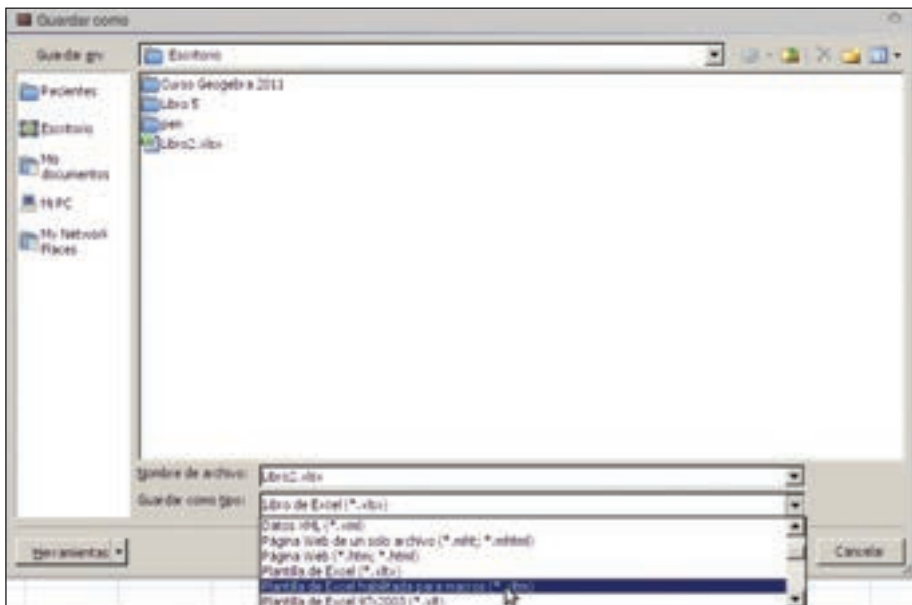 Guardar como
Guardar en:
Escritorio
Recientes
Escritorio
Mis documentos
Mi PC
My Network Places
Curso Geogebra 2011
Libro 5
pen
Libro2.xlsx
Nombre de archivo:
Libro2.xlsx
Guardar como tipo:
Libro de Excel (*.xlsx)
Datos XML (*.xml)
Página Web de un solo archivo (*.mht; *.mhtml)
Página Web (*.htm; *.html)
Plantilla de Excel (*.xltx)
Plantilla de Excel habilitada para macros (*.xltm)
Plantilla de Excel 97-2003 (*.xlt)
Herramientas
Cancelar